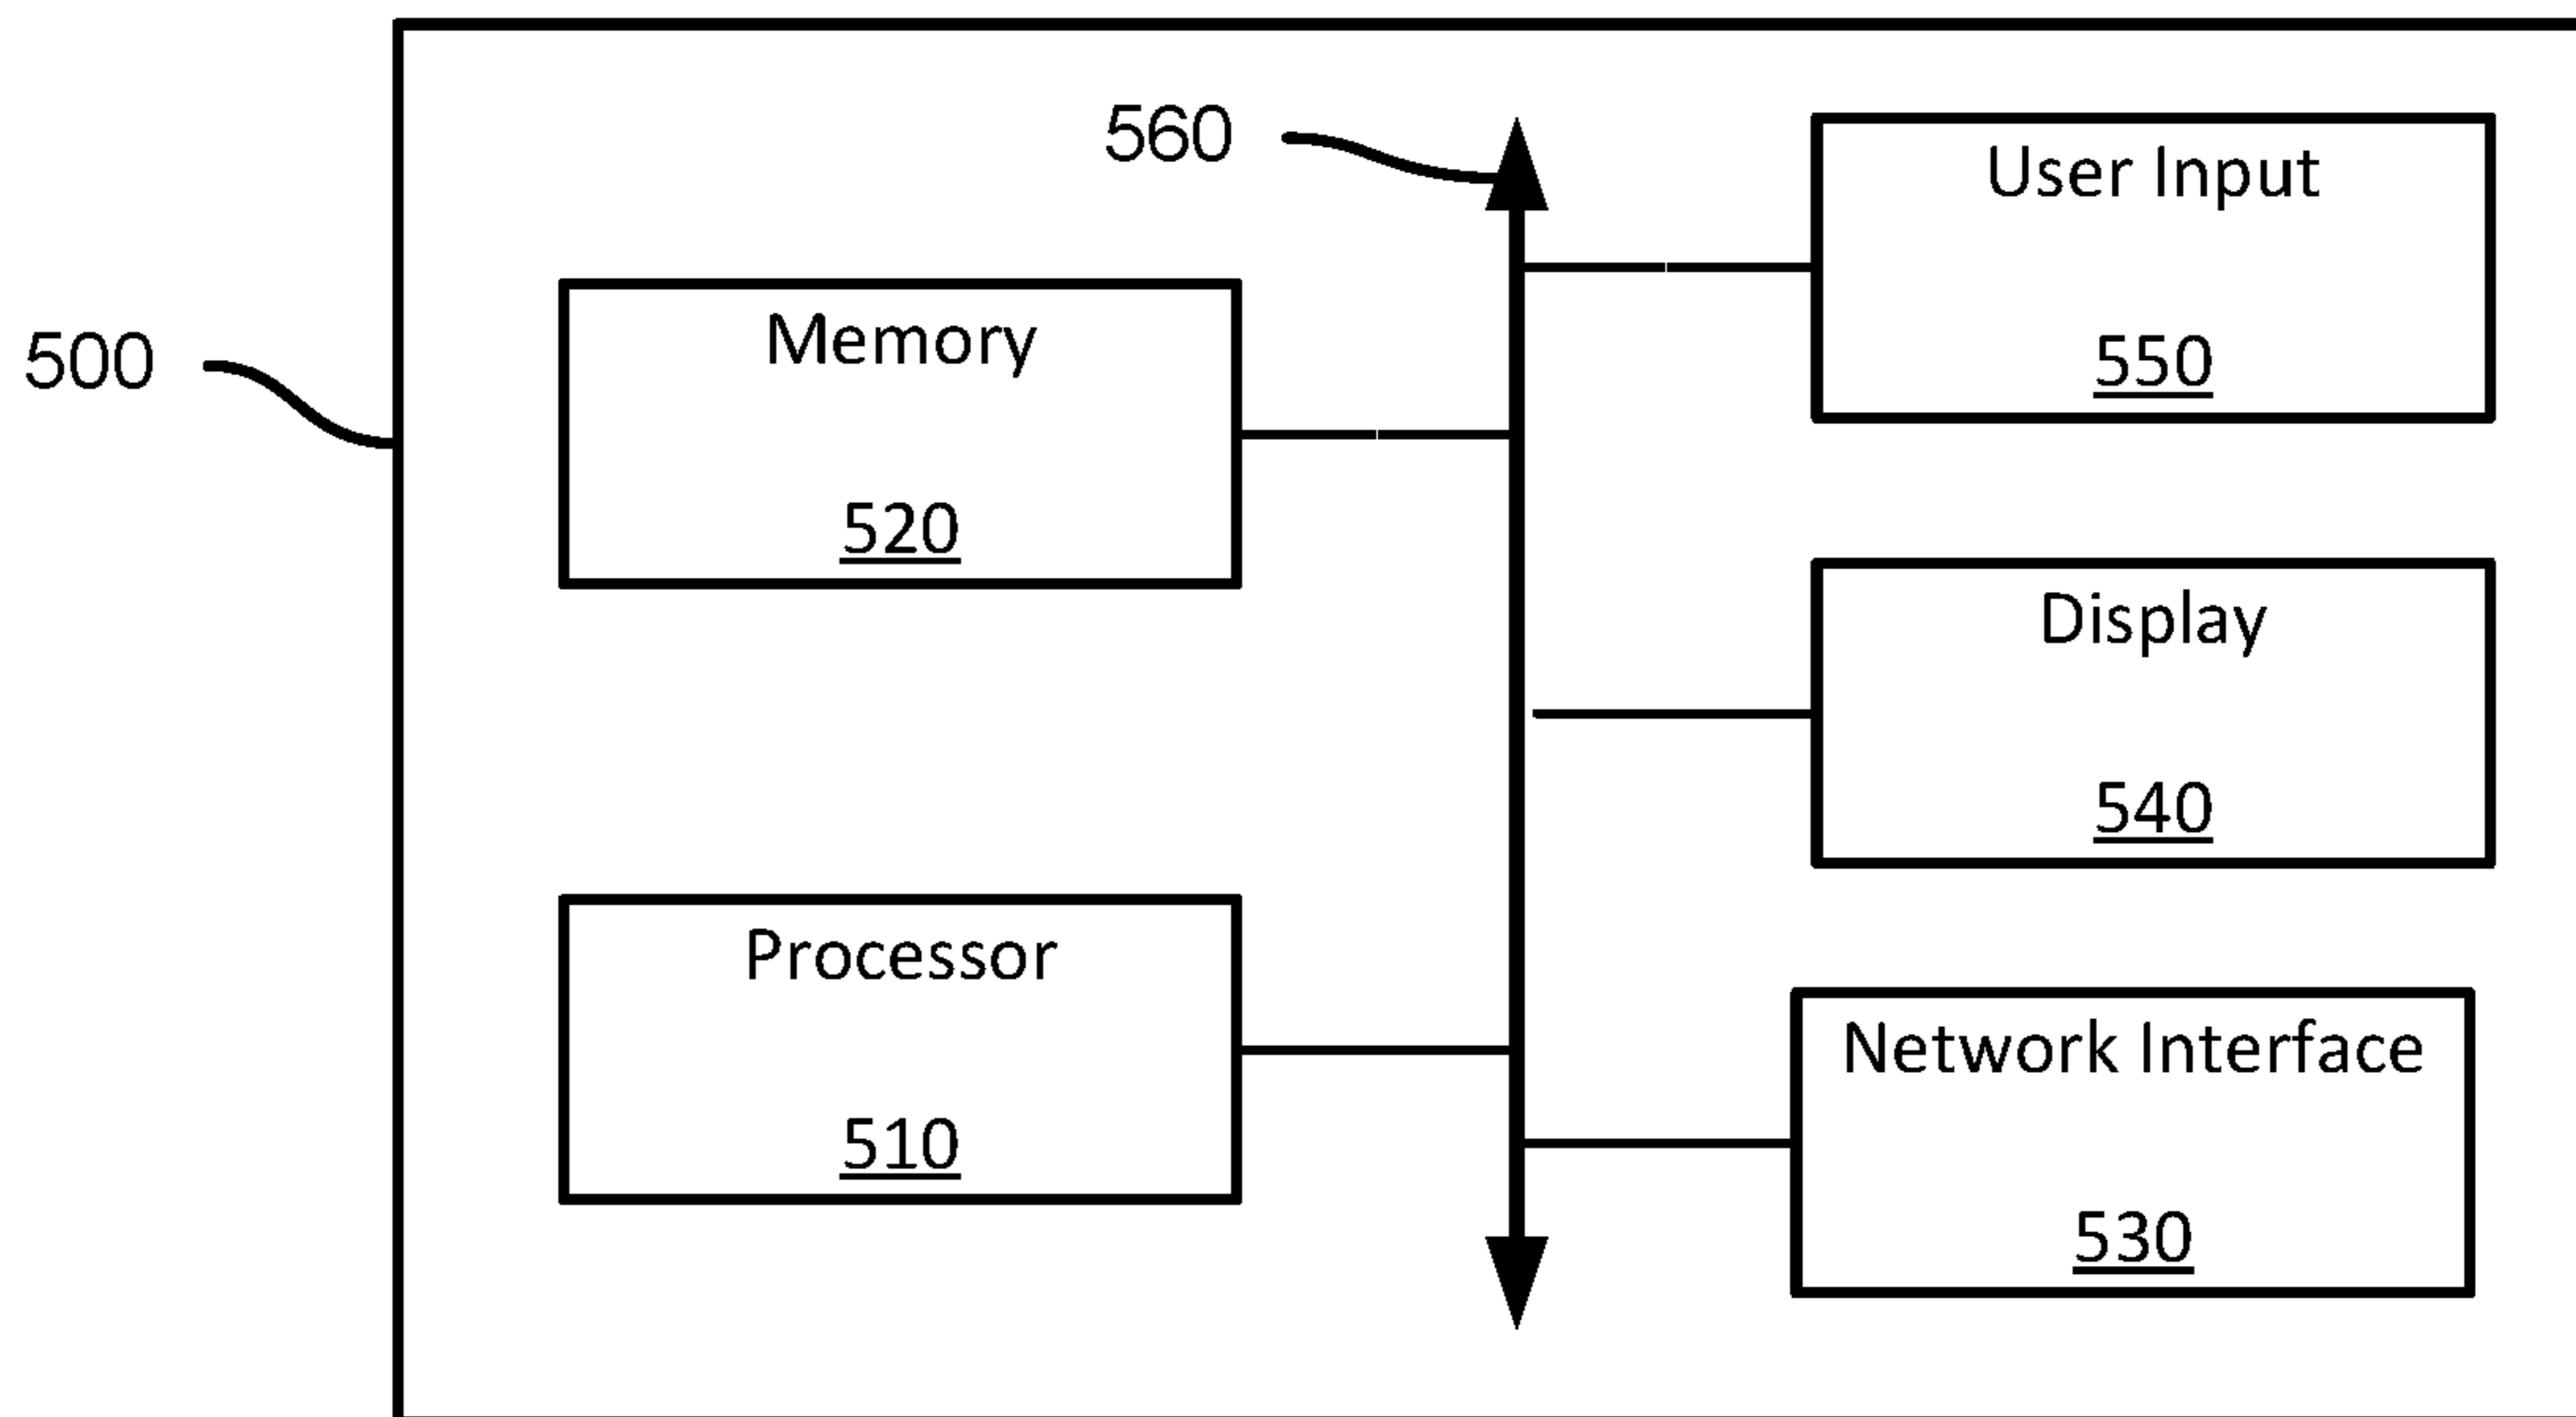 560
User Input
550
500
Memory
520
Display
540
Processor
510
Network Interface
530